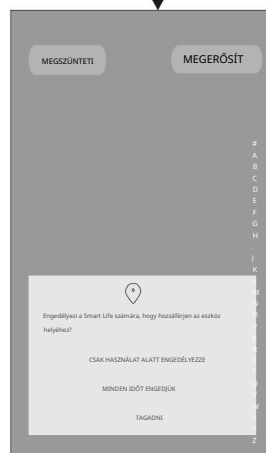 MEGSZÜNTETI
MEGERŐSÍT
#
A
B
C
D
E
F
G
H
J
K
M
N
Engedélyezi a Smart Life számára, hogy hozzáférjen az eszköz
helyéhez?
CSAK HASZNÁLAT ALATT ENGEDÉLYEZZE
MINDEN IDŐT ENGEDJÜK
TAGADNI
W
Z